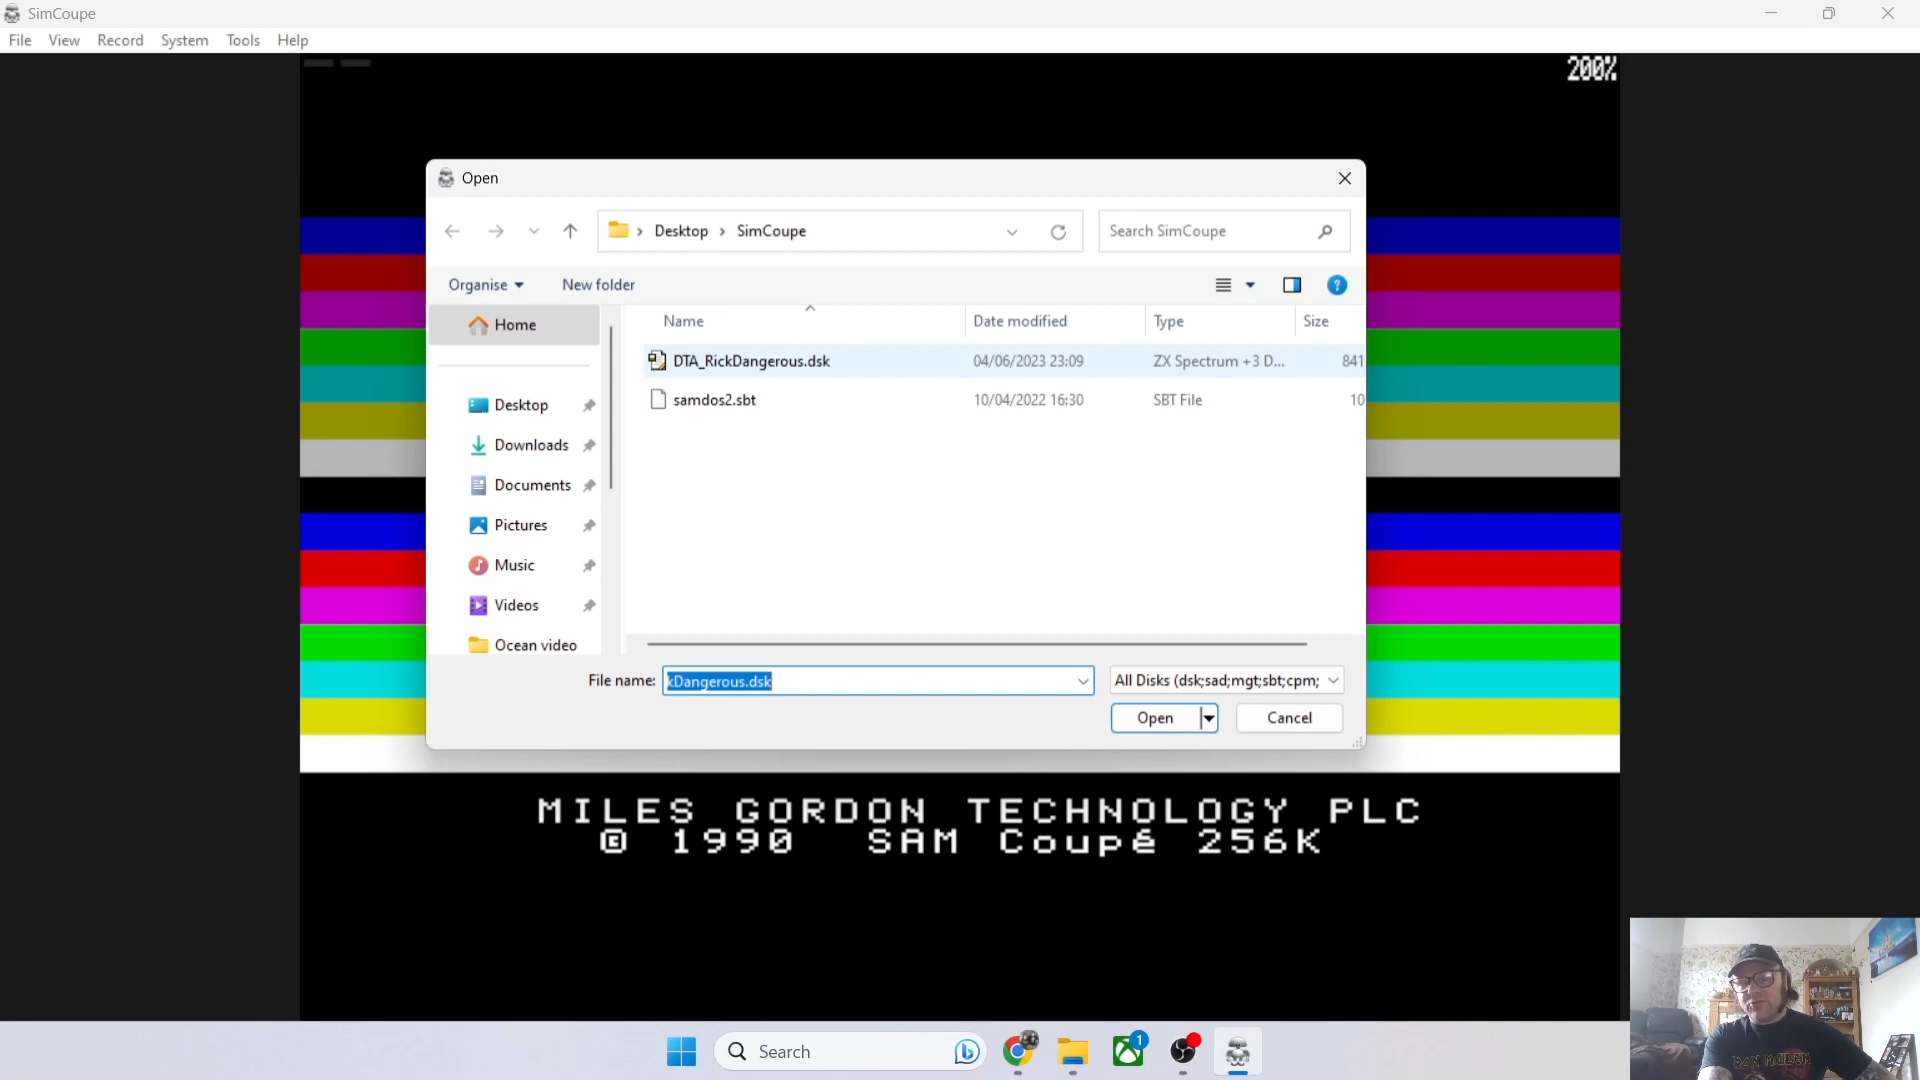 SimCoupe
File View Record System Tools Help
200%
Open
Desktop › SimCoupe
Search SimCoupe
Organise New folder
Home
Name Date modified Type Size
DTA_RickDangerous.dsk 04/06/2023 23:09 ZX Spectrum +3 D... 841
samdos2.sbt 10/04/2022 16:30 SBT File 10
Desktop
Downloads
Documents
Pictures
Music
Videos
Ocean video
File name: kDangerous.dsk All Disks (dsk;sad;mgt;sbt;cpm;
Open Cancel
MILES GORDON TECHNOLOGY PLC
© 1990 SAM Coupé 256K
IRON MAIDEN
Search
1